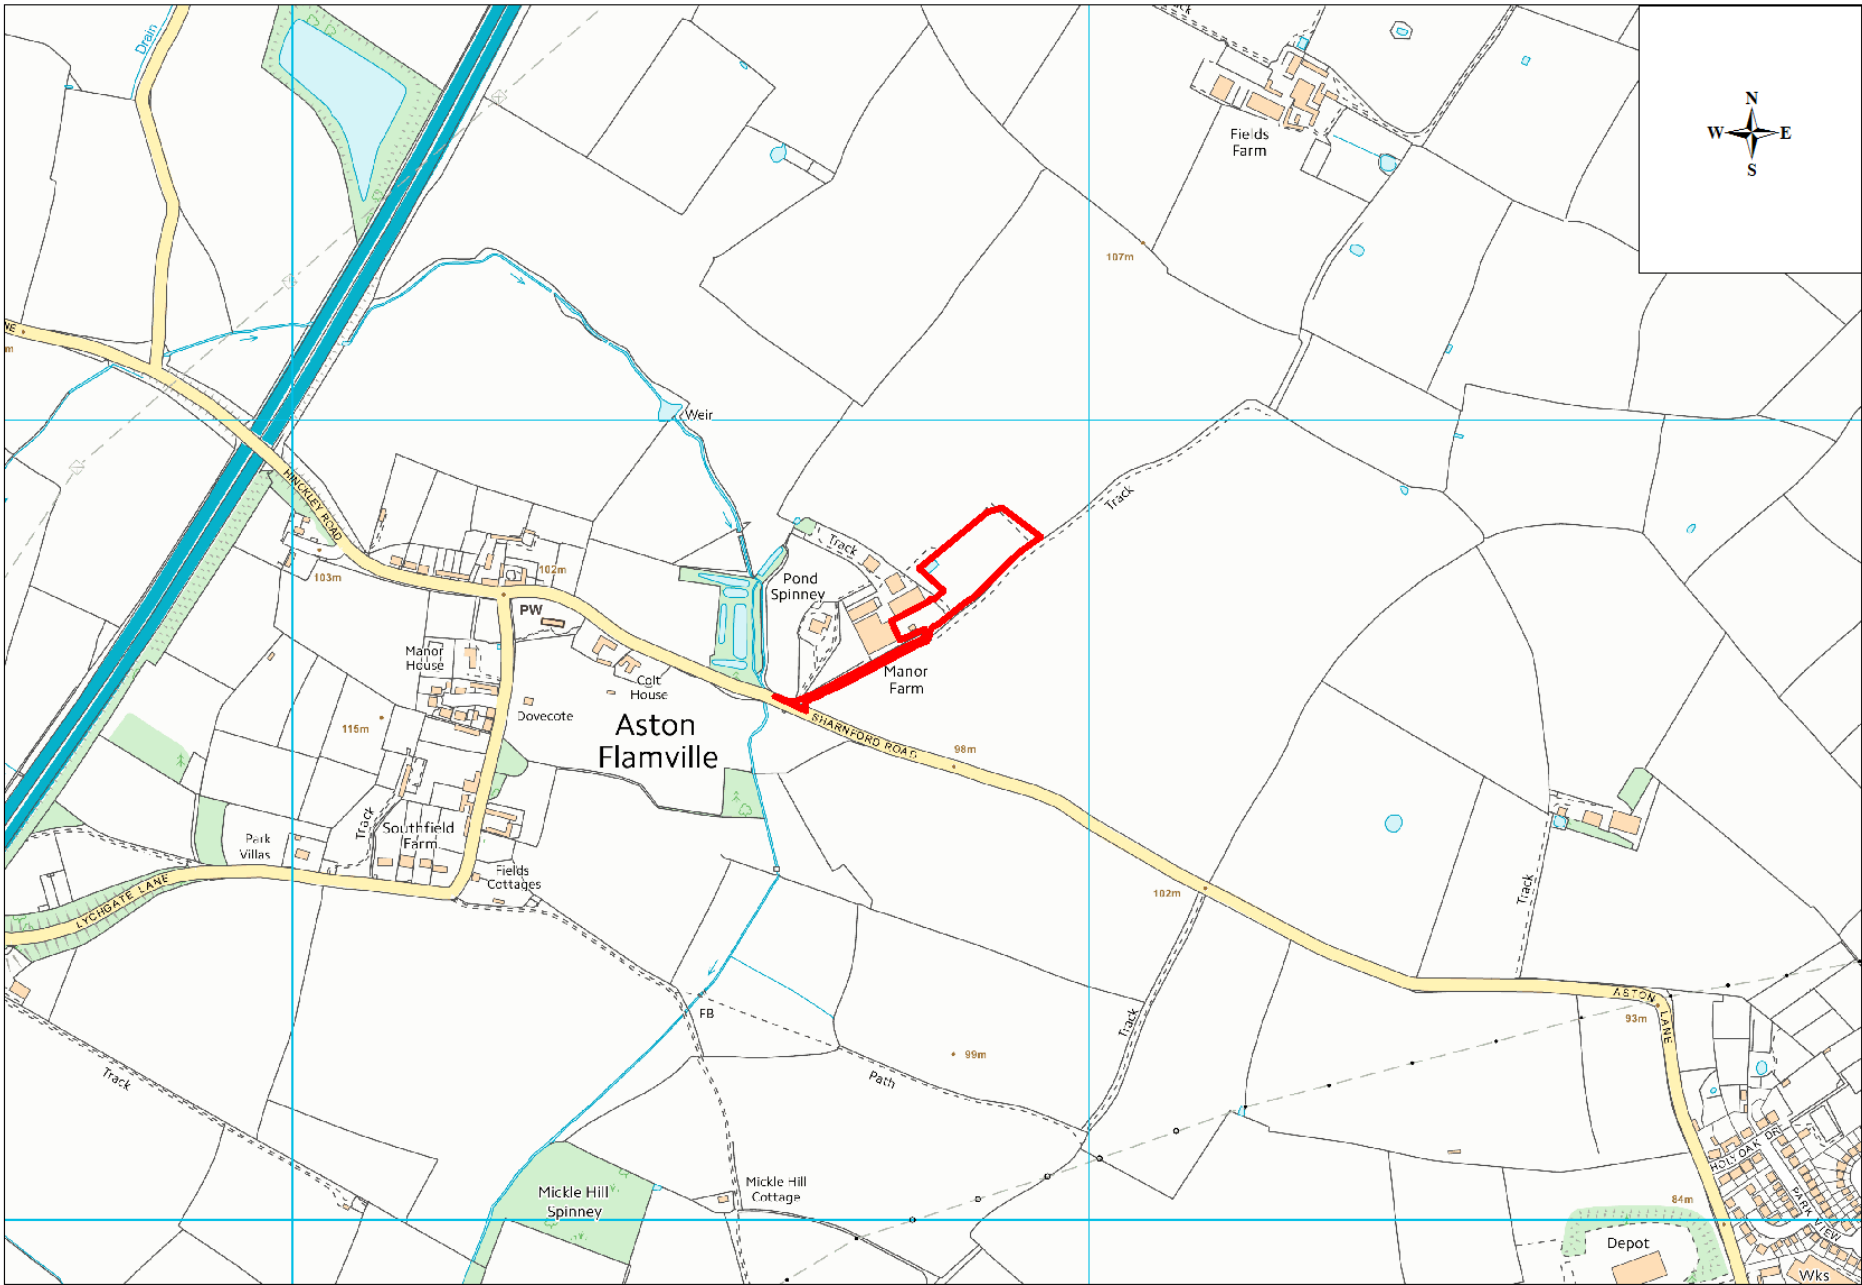 Drain
ck
N
W E
S
Fields
Farm
107m
NE
m
Weir
Track
HINCKLEY ROAD
Track
103m
102m
Pond
Spinney
PW
Manor
House
Colt
House
Manor
Farm
Dovecote
115m
Aston
Flamville
SHARNFORD ROAD
98m
Track
Southfield
Farm
Park
Villas
Fields
Cottages
LYCHGATE LANE
102m
Track
ASTON LANE
93m
FB
Track
99m
Path
Track
HOLYOAK DR
PARK VIEW
84m
Mickle Hill
Spinney
Mickle Hill
Cottage
Depot
Wks